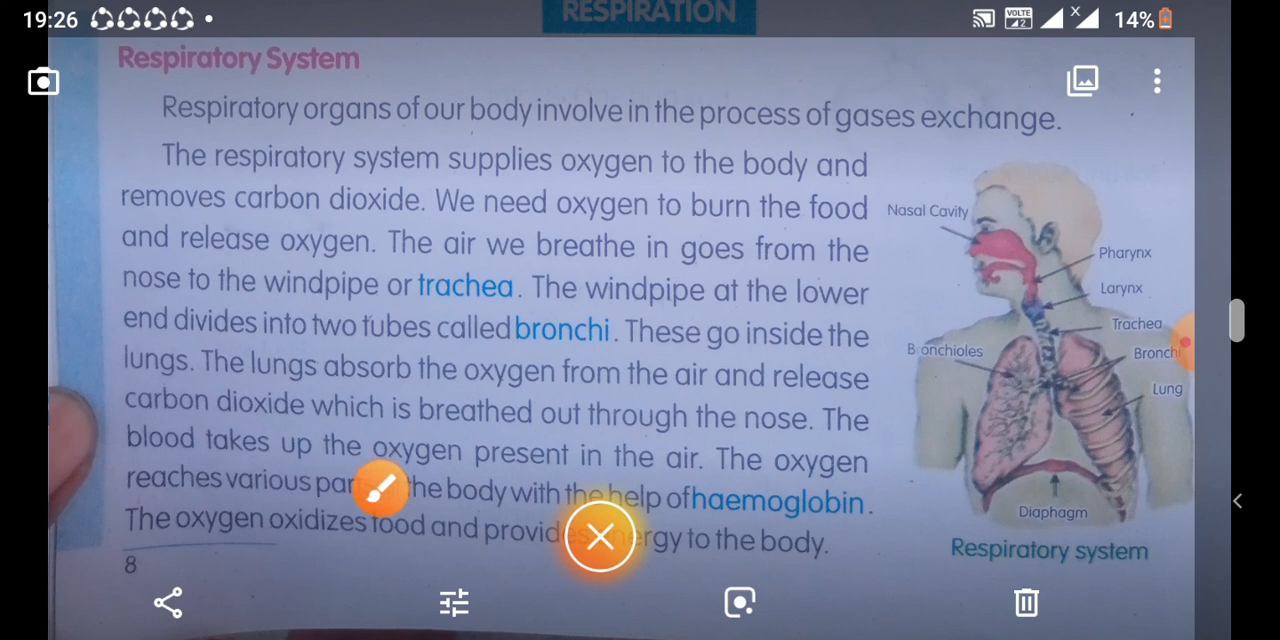 19:26
VOLTE
2
X
14%
RESPIRATION
Respiratory System
Respiratory organs of our body involve in the process of gases exchange.
The respiratory system supplies oxygen to the body and
removes carbon dioxide. We need oxygen to burn the food
and release oxygen. The air we breathe in goes from the
nose to the windpipe or trachea. The windpipe at the lower
end divides into two tubes called bronchi. These go inside the
lungs. The lungs absorb the oxygen from the air and release
carbon dioxide which is breathed out through the nose. The
blood takes up the oxygen present in the air. The oxygen
reaches various the body with the help of haemoglobin.
The oxygen oxidizes food and to the body.
8
Nasal Cavity
Pharynx
Larynx
Trachea
B onchioles
Bronchi
Lung
Diaphagm
Respiratory system